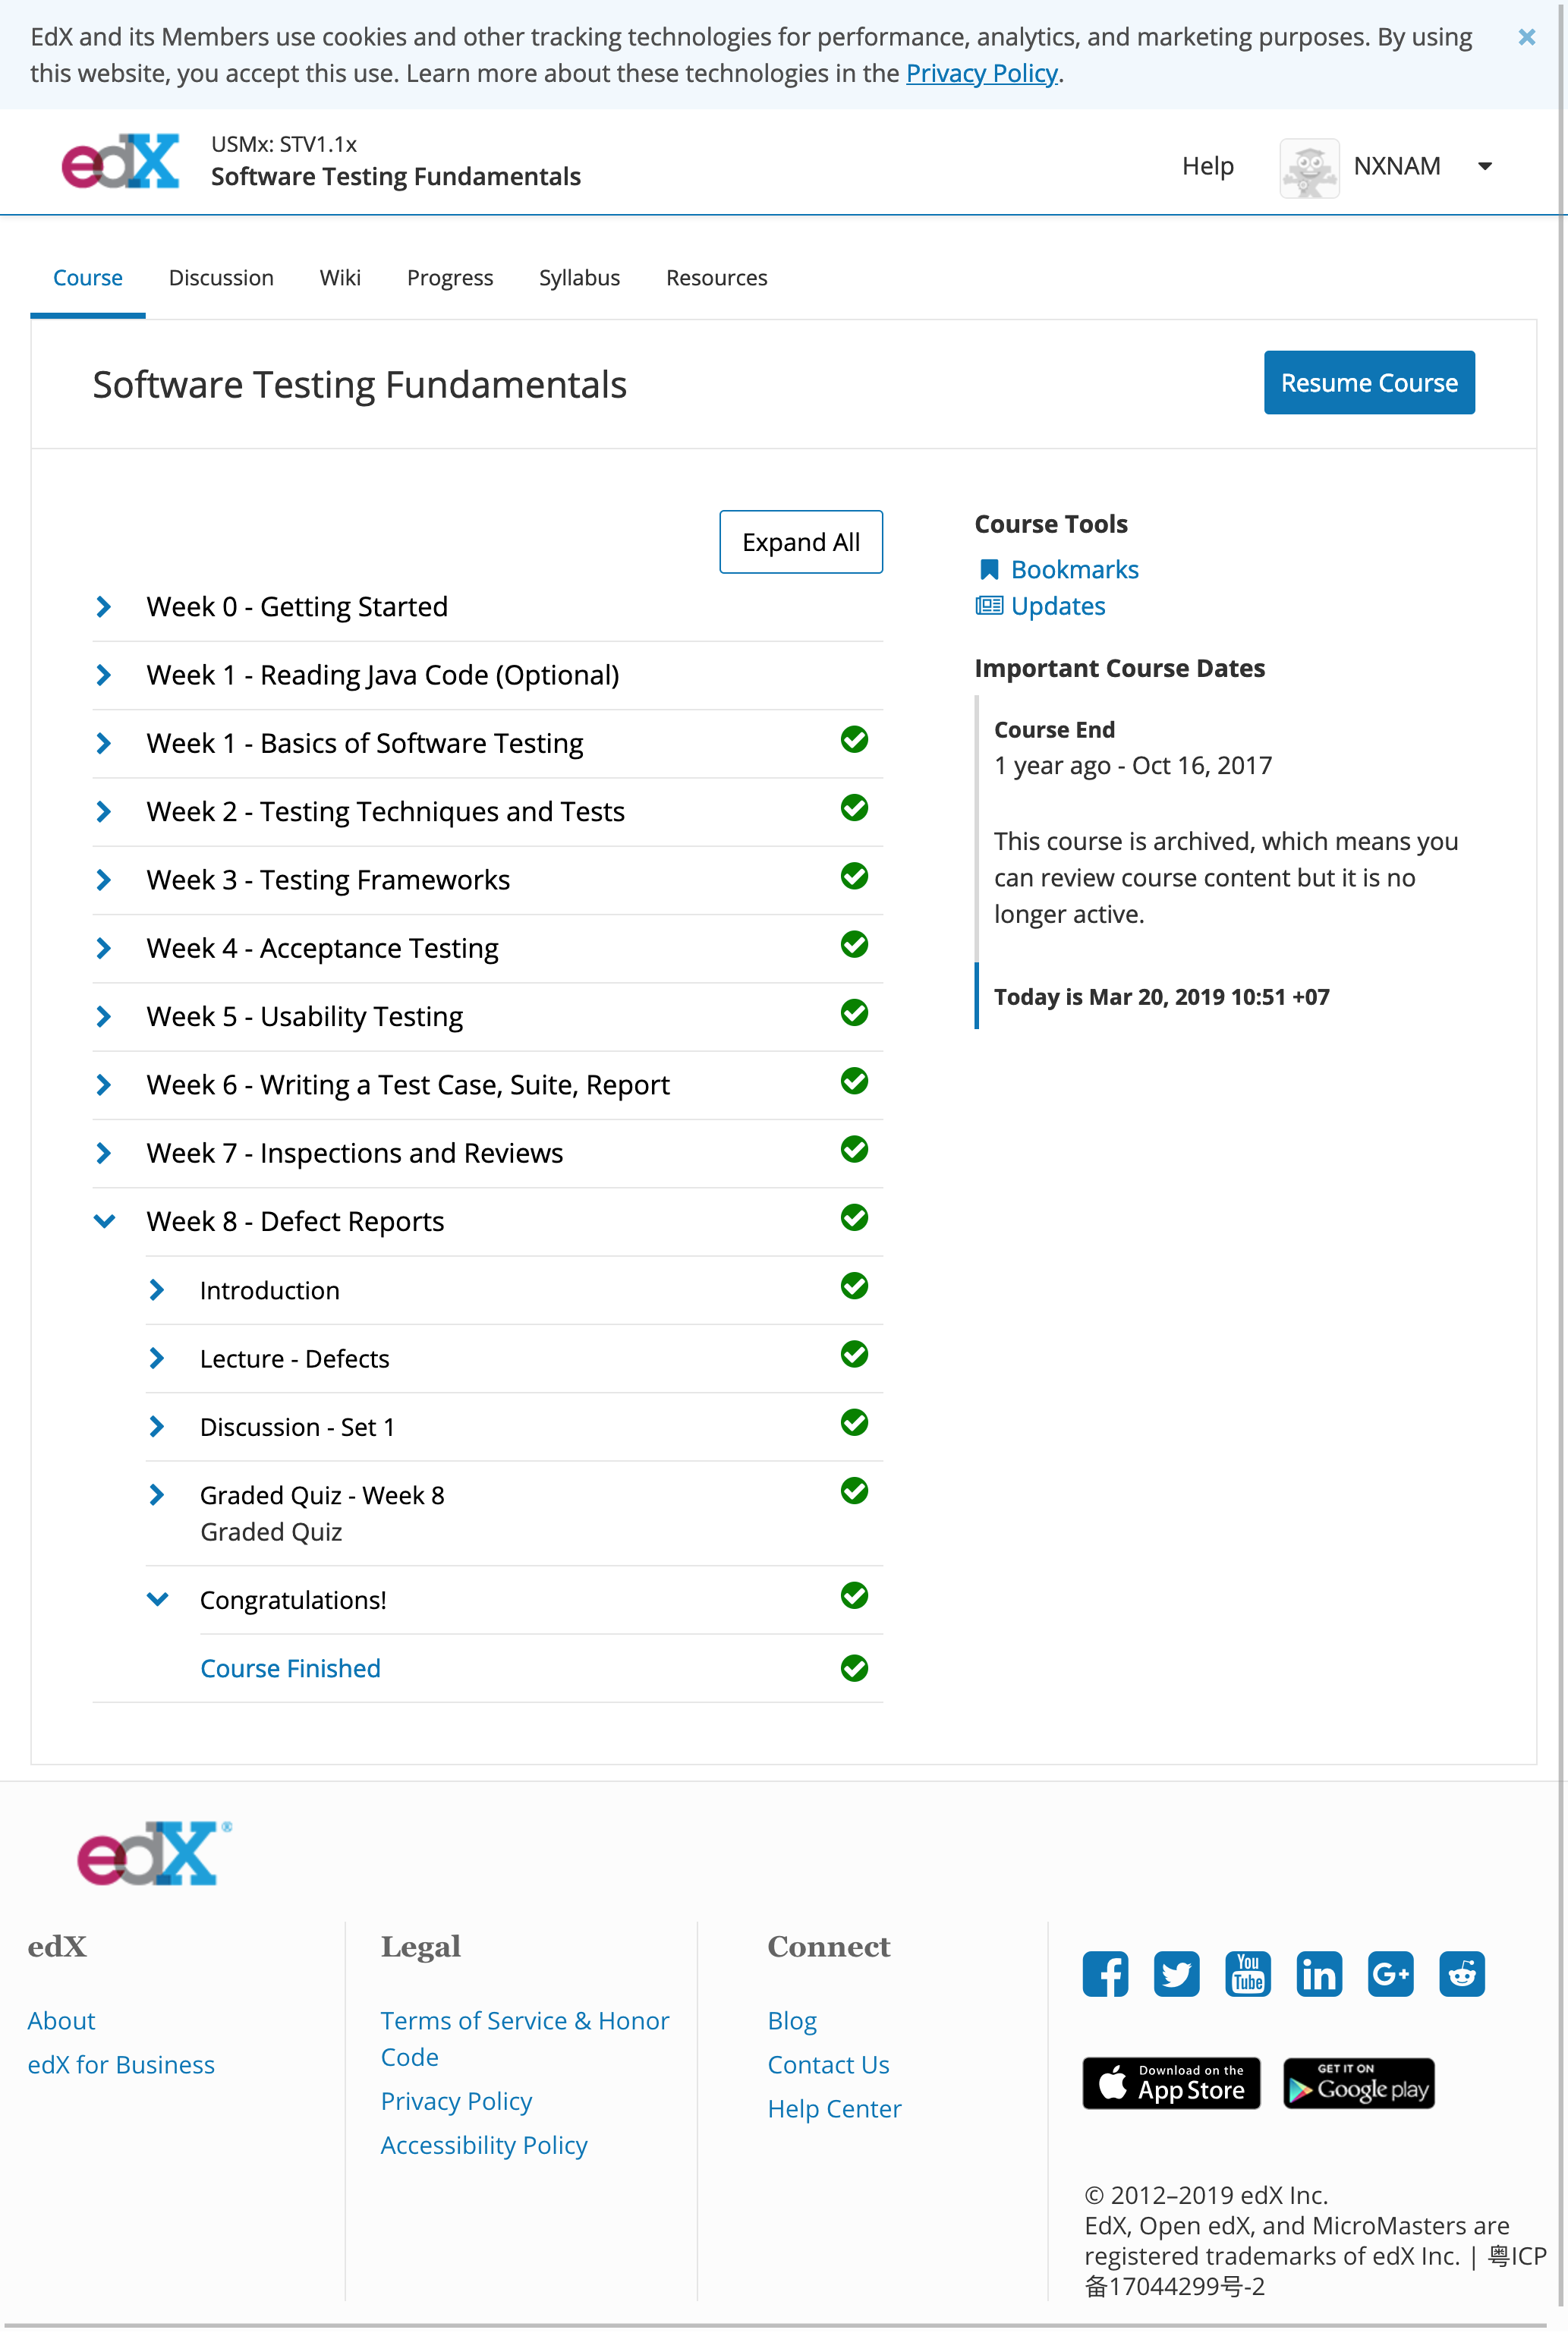 EdX and its Members use cookies and other tracking technologies for performance, analytics, and marketing purposes. By using
this website, you accept this use. Learn more about these technologies in the Privacy Policy.
edX
USMx: STV1.1x
Software Testing Fundamentals
Help
NXNAM
Course
Discussion
Wiki
Progress
Syllabus
Resources
Software Testing Fundamentals
Resume Course
Expand All
Week 0 - Getting Started
Week 1 - Reading Java Code (Optional)
Week 1 - Basics of Software Testing
Week 2 - Testing Techniques and Tests
Week 3 - Testing Frameworks
Week 4 - Acceptance Testing
Week 5 - Usability Testing
Week 6 - Writing a Test Case, Suite, Report
Week 7 - Inspections and Reviews
Week 8 - Defect Reports
Introduction
Lecture - Defects
Discussion - Set 1
Graded Quiz - Week 8
Graded Quiz
Congratulations!
Course Finished
Course Tools
Bookmarks
Updates
Important Course Dates
Course End
1 year ago - Oct 16, 2017
This course is archived, which means you
can review course content but it is no
longer active.
Today is Mar 20, 2019 10:51 +07
edX®
edX
About
edX for Business
Legal
Terms of Service & Honor
Code
Privacy Policy
Accessibility Policy
Connect
Blog
Contact Us
Help Center
You
Tube
in
G+
Download on the
App Store
GET IT ON
Google play
© 2012–2019 edX Inc.
EdX, Open edX, and MicroMasters are
registered trademarks of edX Inc. | 粤ICP
备17044299号-2